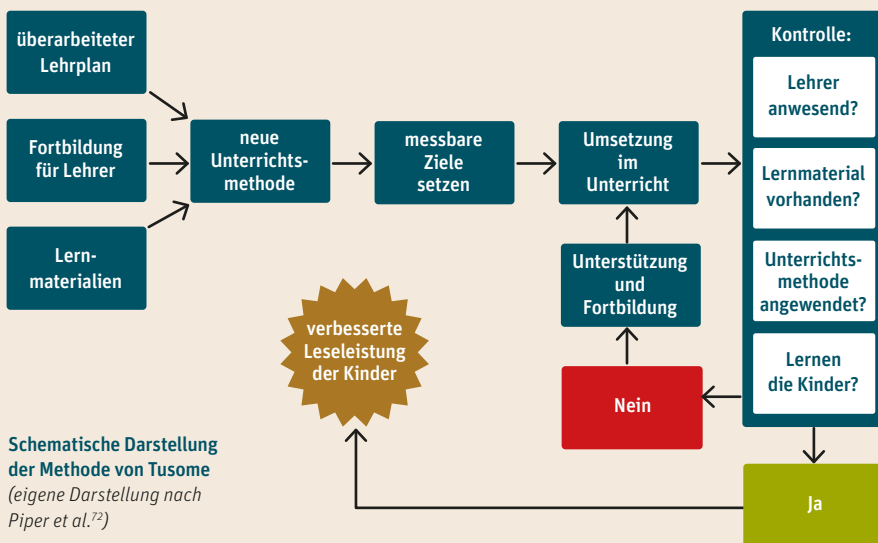 überarbeiteter
Lehrplan
Fortbildung
für Lehrer
Lern-
materialien
neue
Unterrichts-
methode
messbare
Ziele
setzen
Umsetzung
im
Unterricht
Kontrolle:
Lehrer
anwesend?
Lernmaterial
vorhanden?
Unterrichts-
methode
angewendet?
Lernen
die Kinder?
Unterstützung
und
Fortbildung
Nein
Ja
verbesserte
Leseleistung
der Kinder
Schematische Darstellung
der Methode von Tusome
(eigene Darstellung nach
Piper et al.72)